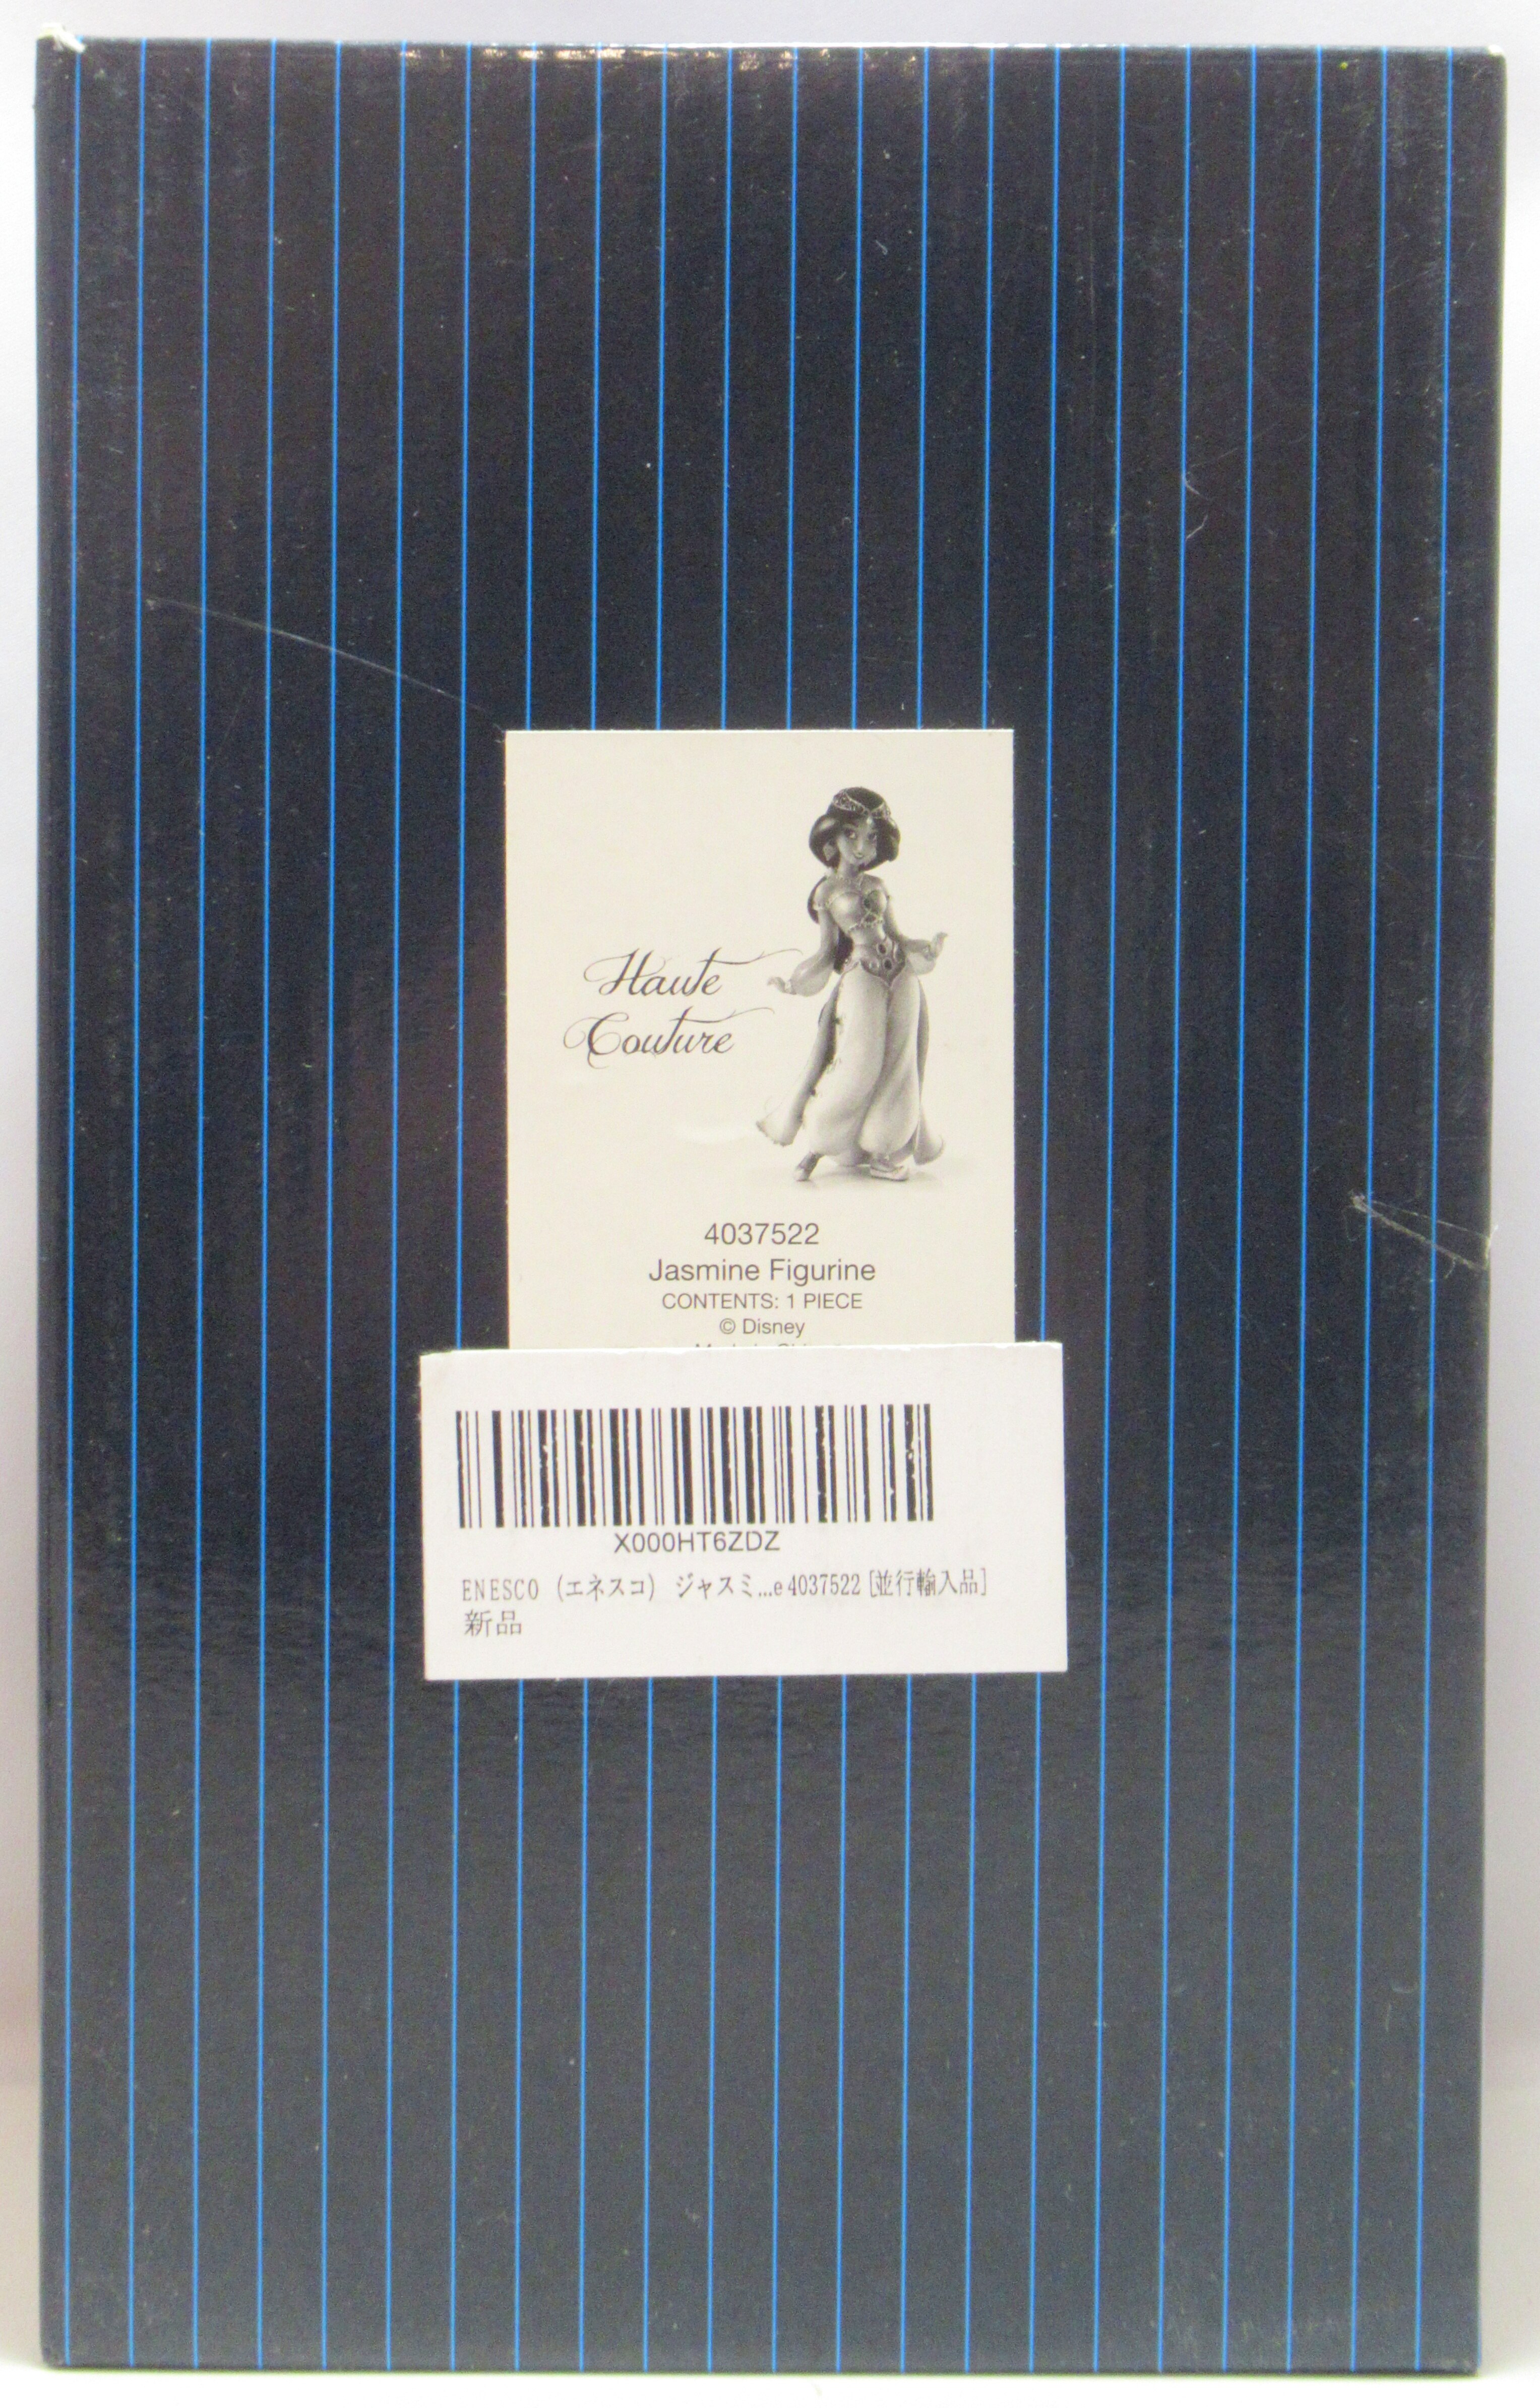 Haute
Couture
4037522
Jasmine Figurine
CONTENTS: 1 PIECE
© Disney
X000HT6ZDZ
ENESCO (エネスコ) ジャスミ...e 4037522 [並行輸入品]
新品